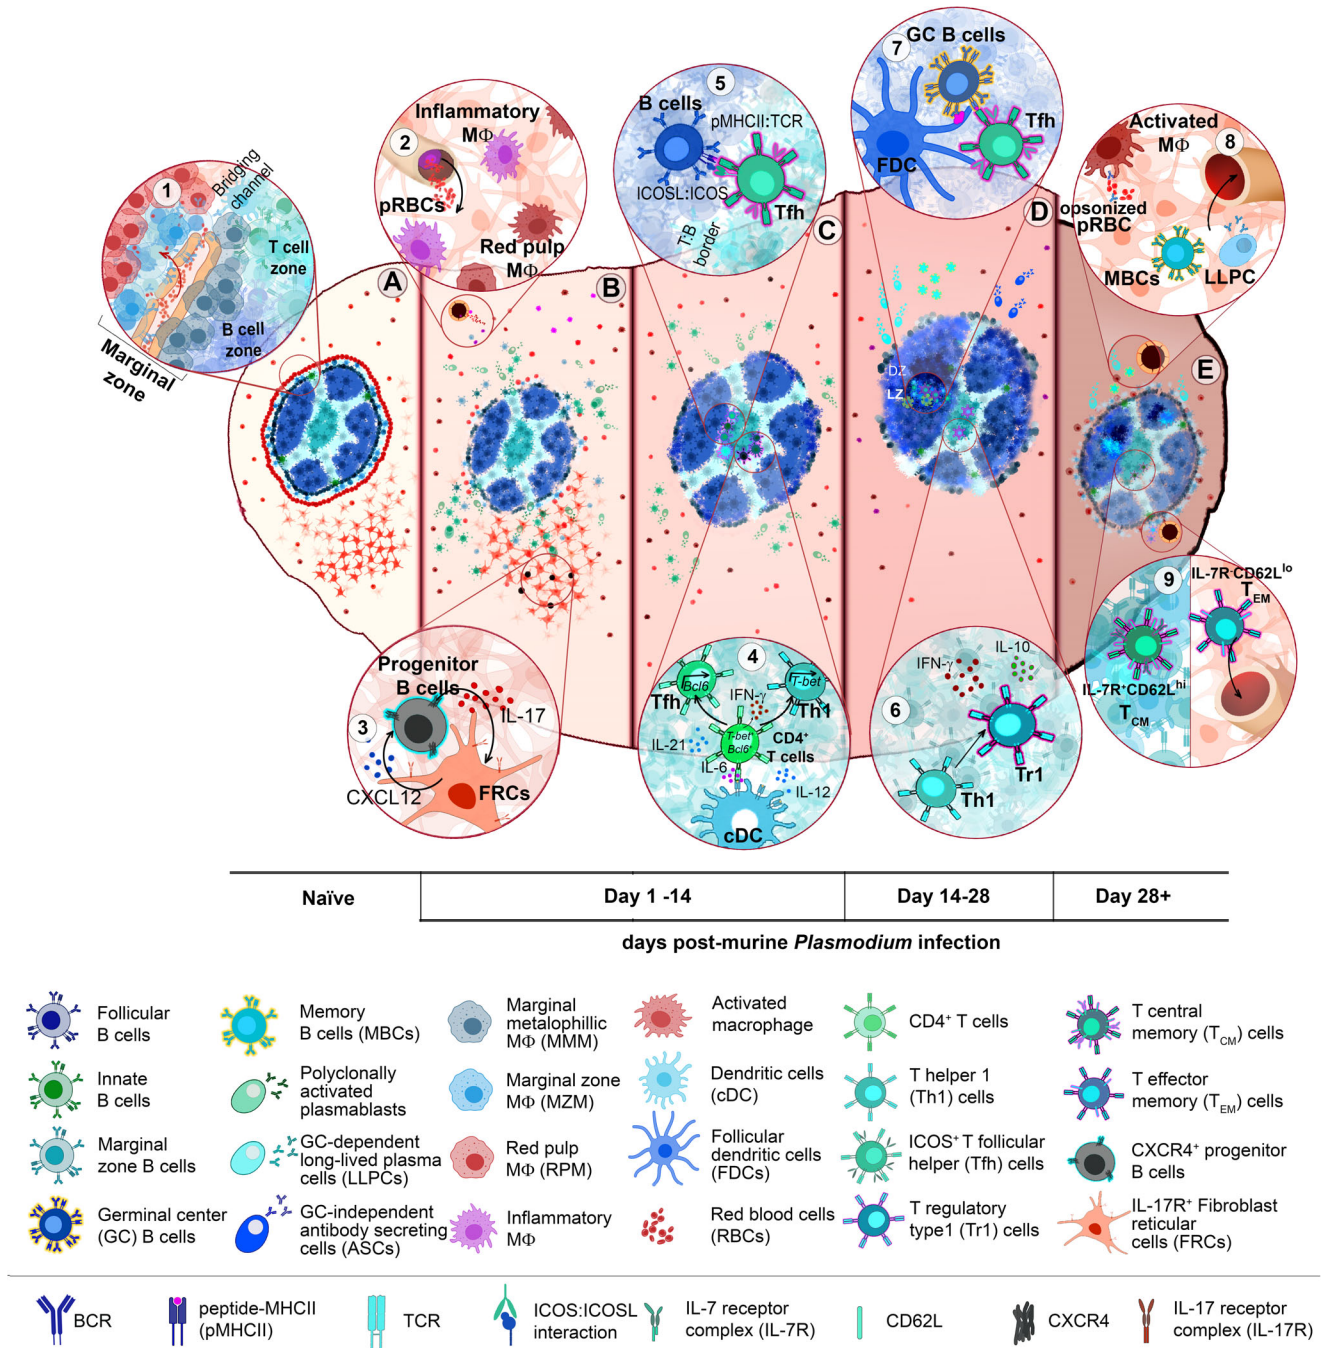 1
Bridging
channel
T cell
zone
B cell
zone
Marginal
zone
A
2
Inflammatory
MΦ
pRBCs
Red pulp
MΦ
B
5
B cells
pMHCII:TCR
ICOSL:ICOS
Tfh
T:B
border
C
7
GC B cells
Tfh
FDC
D
DZ
LZ
Activated
MΦ
8
opsonized
pRBC
MBCs
LLPC
E
3
Progenitor
B cells
IL-17
CXCL12
FRCs
4
Bcl6
Tfh
T-bet
Th1
IFN-γ
IL-21
T-bet⁺
Bcl6⁺
CD4⁺
T cells
IL-6
IL-12
cDC
6
IFN-γ
IL-10
Tr1
Th1
9
IL-7R⁻CD62Lˡᵒ
T_EM
IL-7R⁺CD62Lʰⁱ
T_CM
Naïve
Day 1 -14
Day 14-28
Day 28+
days post-murine Plasmodium infection
Follicular
B cells
Innate
B cells
Marginal
zone B cells
Germinal center
(GC) B cells
Memory
B cells (MBCs)
Polyclonally
activated
plasmablasts
GC-dependent
long-lived plasma
cells (LLPCs)
GC-independent
antibody secreting
cells (ASCs)
Marginal
metalophillic
MΦ (MMM)
Marginal zone
MΦ (MZM)
Red pulp
MΦ (RPM)
Inflammatory
MΦ
Activated
macrophage
Dendritic cells
(cDC)
Follicular
dendritic cells
(FDCs)
Red blood cells
(RBCs)
CD4⁺ T cells
T helper 1
(Th1) cells
ICOS⁺ T follicular
helper (Tfh) cells
T regulatory
type1 (Tr1) cells
T central
memory (T_CM) cells
T effector
memory (T_EM) cells
CXCR4⁺ progenitor
B cells
IL-17R⁺ Fibroblast
reticular
cells (FRCs)
BCR
peptide-MHCII
(pMHCII)
TCR
ICOS:ICOSL
interaction
IL-7 receptor
complex (IL-7R)
CD62L
CXCR4
IL-17 receptor
complex (IL-17R)